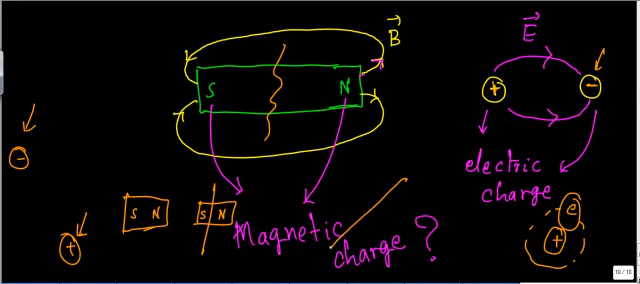 B
E
S N
+ -
-
electric
charge
S N S N
Magnetic
charge ?
e
+
+
10 / 10